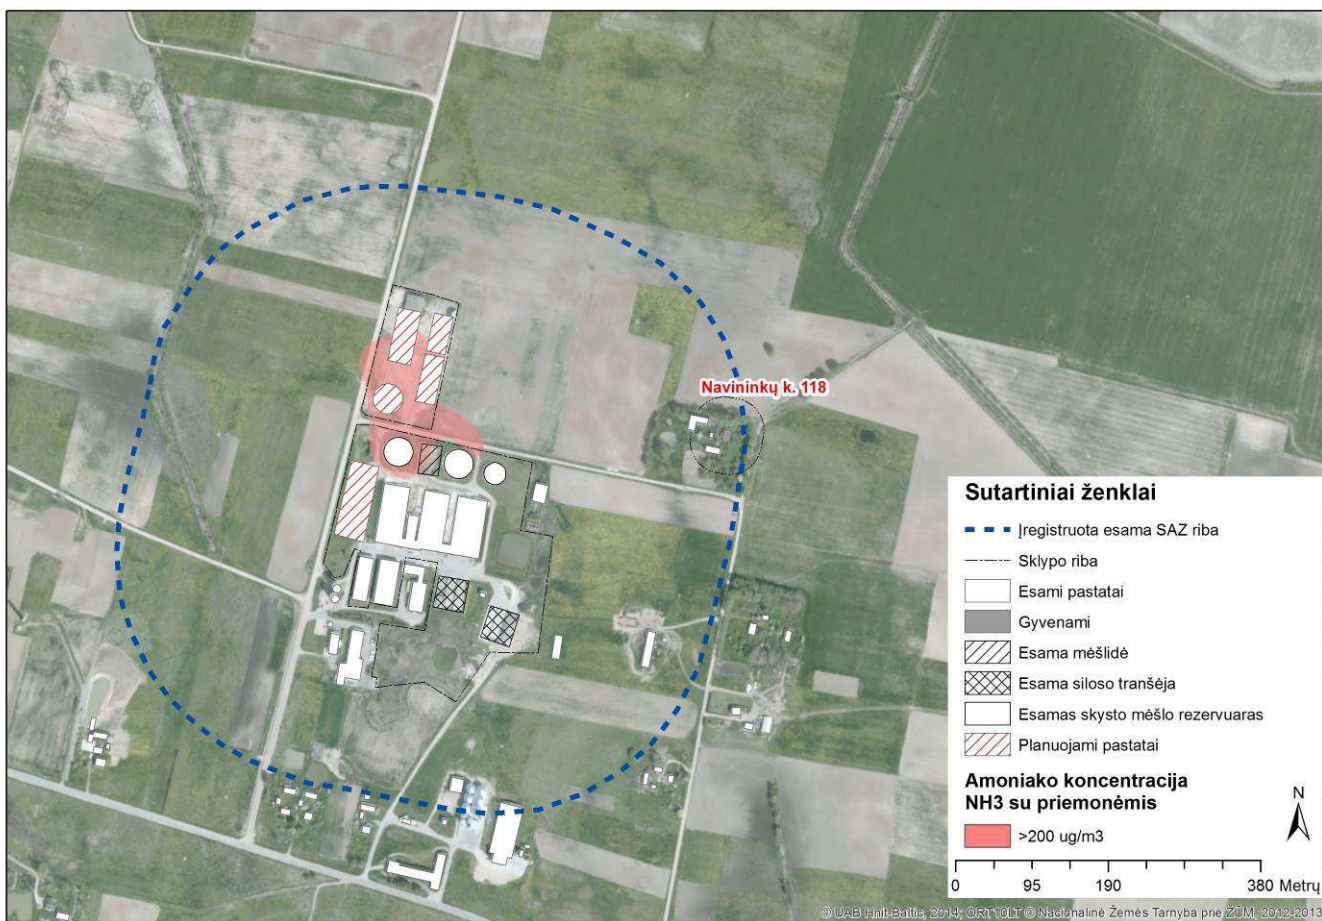 Navininkų k. 118
Sutartiniai ženklai
Įregistruota esama SAZ riba
Sklypo riba
Esami pastatai
Gyvenami
Esama mėšlidė
Esama siloso tranšėja
Esamas skysto mėšlo rezervuaras
Planuojami pastatai
Amoniako koncentracija
NH3 su priemonėmis
>200 ug/m3
N
0 95 190 380 Metrų
© UAB Hnit-Baltic, 2014; ORT10LT © Nacionalinė Žemės Tarnyba prie ŽŪM, 2012-2013